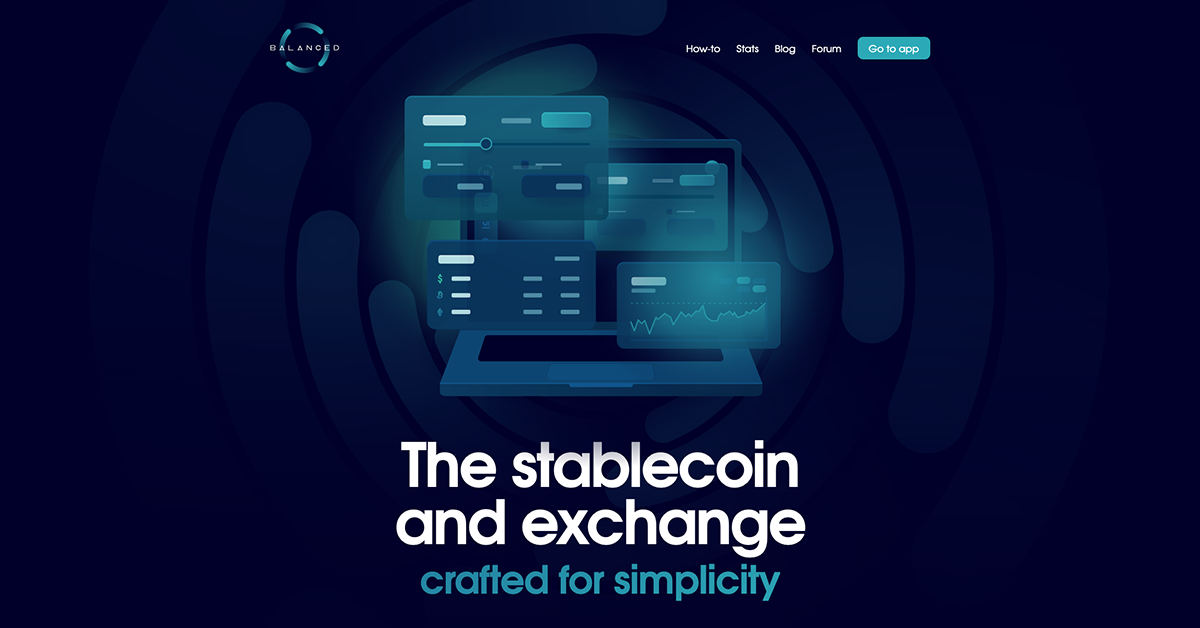 BALANCED
How-to Stats Blog Forum Go to app
$
The stablecoin
and exchange
crafted for simplicity